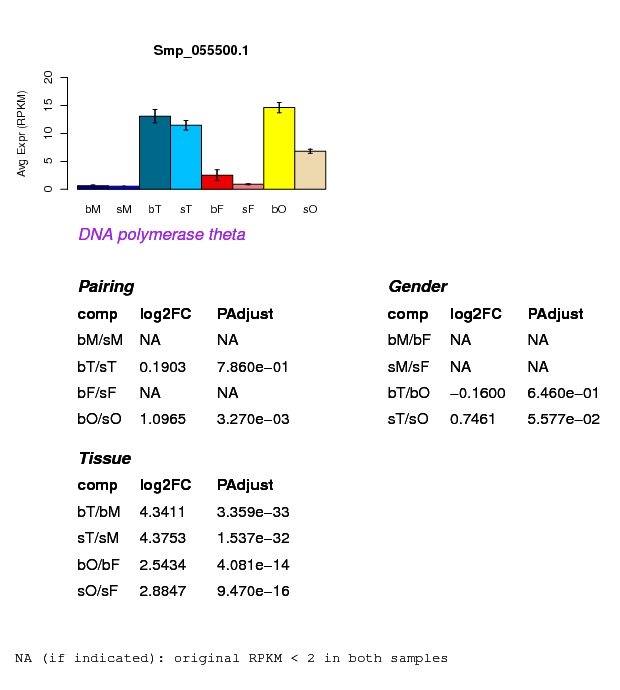 Smp_055500.1
Avg Expr (RPKM)
20
15
10
5
0
bM sM bT sT bF sF bO sO
DNA polymerase theta
Pairing
comp log2FC PAdjust
bM/sM NA NA
bT/sT 0.1903 7.860e−01
bF/sF NA NA
bO/sO 1.0965 3.270e−03
Gender
comp log2FC PAdjust
bM/bF NA NA
sM/sF NA NA
bT/bO −0.1600 6.460e−01
sT/sO 0.7461 5.577e−02
Tissue
comp log2FC PAdjust
bT/bM 4.3411 3.359e−33
sT/sM 4.3753 1.537e−32
bO/bF 2.5434 4.081e−14
sO/sF 2.8847 9.470e−16
NA (if indicated): original RPKM < 2 in both samples